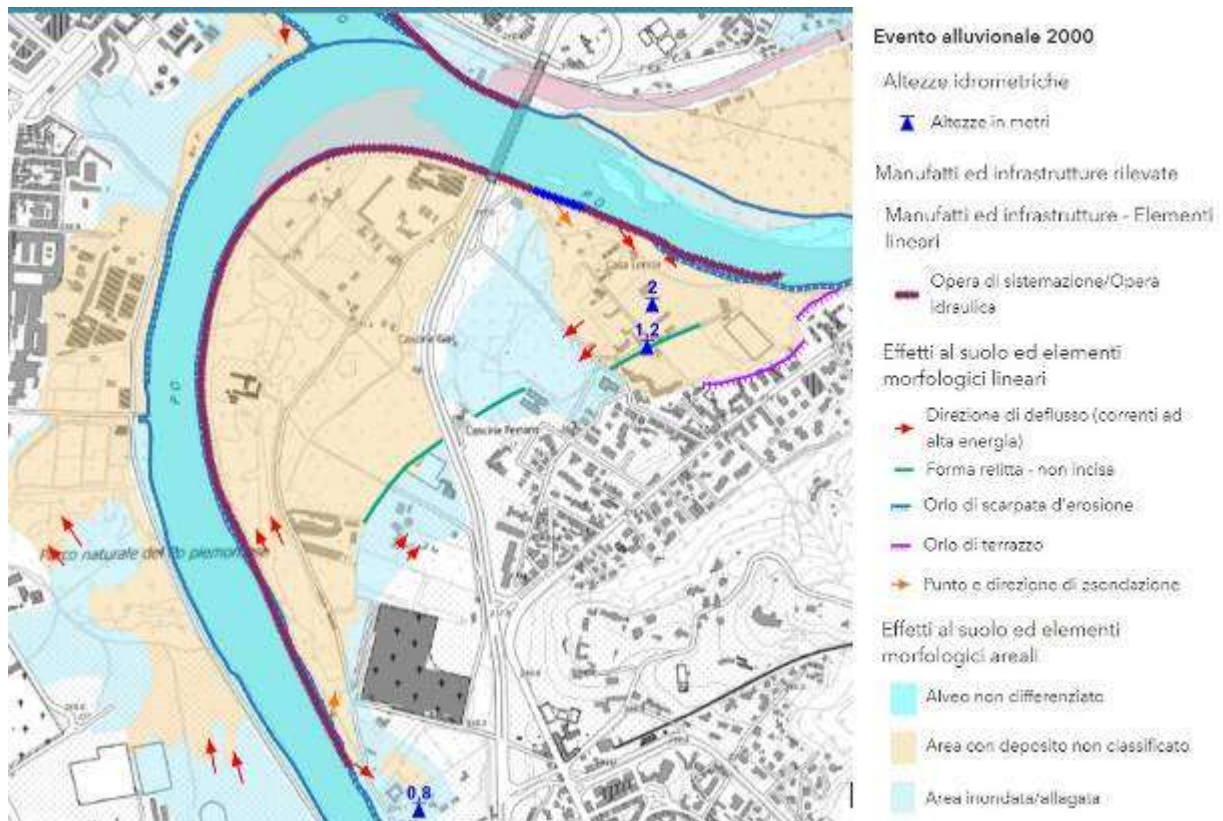 Evento alluvionale 2000
Altezze idrometriche
Altezze in metri
Manufatti ed infrastrutture rilevate
Manufatti ed infrastrutture - Elementi
lineari
Opera di sistemazione/Opera
idraulica
Effetti al suolo ed elementi
morfologici lineari
Direzione di deflusso (correnti ad
alta energia)
Forma relitta - non incisa
Orlo di scarpata d'erosione
Orlo di terrazzo
Punto e direzione di esondazione
Effetti al suolo ed elementi
morfologici areali
Alveo non differenziato
Area con deposito non classificato
Area inondata/allagata
2
1,2
PO
Parco naturale del Po piemontese
0,8